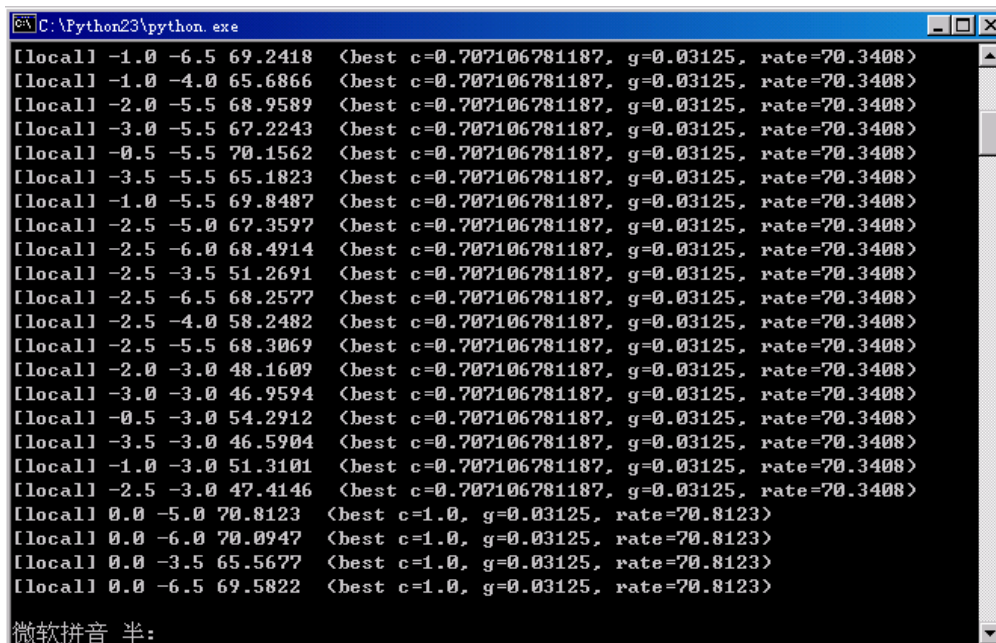 C:\Python23\python.exe
[local] -1.0 -6.5 69.2418 (best c=0.707106781187, g=0.03125, rate=70.3408)
[local] -1.0 -4.0 65.6866 (best c=0.707106781187, g=0.03125, rate=70.3408)
[local] -2.0 -5.5 68.9589 (best c=0.707106781187, g=0.03125, rate=70.3408)
[local] -3.0 -5.5 67.2243 (best c=0.707106781187, g=0.03125, rate=70.3408)
[local] -0.5 -5.5 70.1562 (best c=0.707106781187, g=0.03125, rate=70.3408)
[local] -3.5 -5.5 65.1823 (best c=0.707106781187, g=0.03125, rate=70.3408)
[local] -1.0 -5.5 69.8487 (best c=0.707106781187, g=0.03125, rate=70.3408)
[local] -2.5 -5.0 67.3597 (best c=0.707106781187, g=0.03125, rate=70.3408)
[local] -2.5 -6.0 68.4914 (best c=0.707106781187, g=0.03125, rate=70.3408)
[local] -2.5 -3.5 51.2691 (best c=0.707106781187, g=0.03125, rate=70.3408)
[local] -2.5 -6.5 68.2577 (best c=0.707106781187, g=0.03125, rate=70.3408)
[local] -2.5 -4.0 58.2482 (best c=0.707106781187, g=0.03125, rate=70.3408)
[local] -2.5 -5.5 68.3069 (best c=0.707106781187, g=0.03125, rate=70.3408)
[local] -2.0 -3.0 48.1609 (best c=0.707106781187, g=0.03125, rate=70.3408)
[local] -3.0 -3.0 46.9594 (best c=0.707106781187, g=0.03125, rate=70.3408)
[local] -0.5 -3.0 54.2912 (best c=0.707106781187, g=0.03125, rate=70.3408)
[local] -3.5 -3.0 46.5904 (best c=0.707106781187, g=0.03125, rate=70.3408)
[local] -1.0 -3.0 51.3101 (best c=0.707106781187, g=0.03125, rate=70.3408)
[local] -2.5 -3.0 47.4146 (best c=0.707106781187, g=0.03125, rate=70.3408)
[local] 0.0 -5.0 70.8123 (best c=1.0, g=0.03125, rate=70.8123)
[local] 0.0 -6.0 70.0947 (best c=1.0, g=0.03125, rate=70.8123)
[local] 0.0 -3.5 65.5677 (best c=1.0, g=0.03125, rate=70.8123)
[local] 0.0 -6.5 69.5822 (best c=1.0, g=0.03125, rate=70.8123)
微软拼音 半: